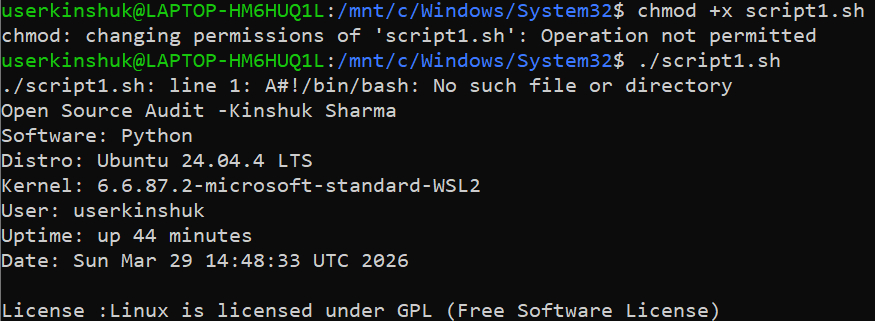 userkinshuk@LAPTOP-HM6HUQ1L:/mnt/c/Windows/System32$ chmod +x script1.sh
chmod: changing permissions of 'script1.sh': Operation not permitted
userkinshuk@LAPTOP-HM6HUQ1L:/mnt/c/Windows/System32$ ./script1.sh
./script1.sh: line 1: A#!/bin/bash: No such file or directory
Open Source Audit -Kinshuk Sharma
Software: Python
Distro: Ubuntu 24.04.4 LTS
Kernel: 6.6.87.2-microsoft-standard-WSL2
User: userkinshuk
Uptime: up 44 minutes
Date: Sun Mar 29 14:48:33 UTC 2026

License :Linux is licensed under GPL (Free Software License)